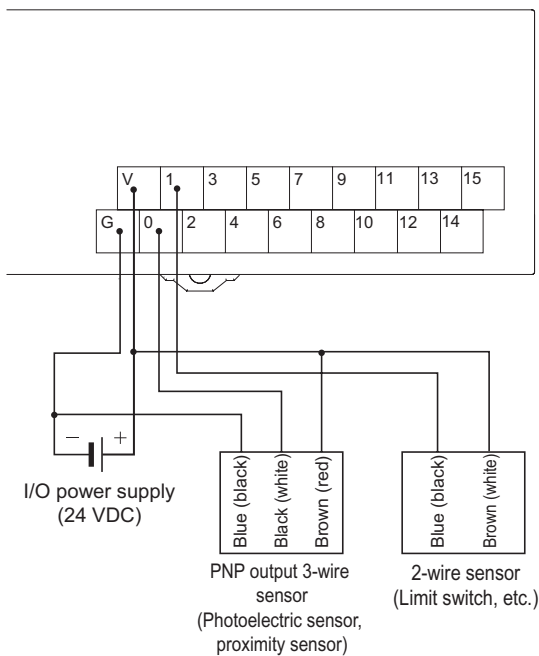 V 1 3 5 7 9 11 13 15
G 0 2 4 6 8 10 12 14
− +
I/O power supply
(24 VDC)
Blue (black)
Black (white)
Brown (red)
PNP output 3-wire
sensor
(Photoelectric sensor,
proximity sensor)
Blue (black)
Brown (white)
2-wire sensor
(Limit switch, etc.)